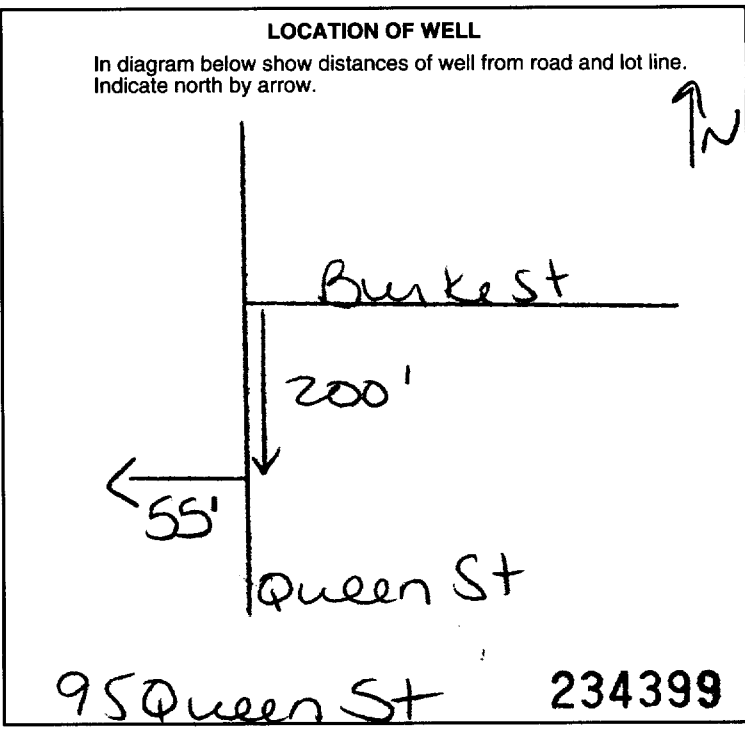 LOCATION OF WELL
In diagram below show distances of well from road and lot line.
Indicate north by arrow.
N
Burke St
200'
55'
Queen St
95 Queen St 234399